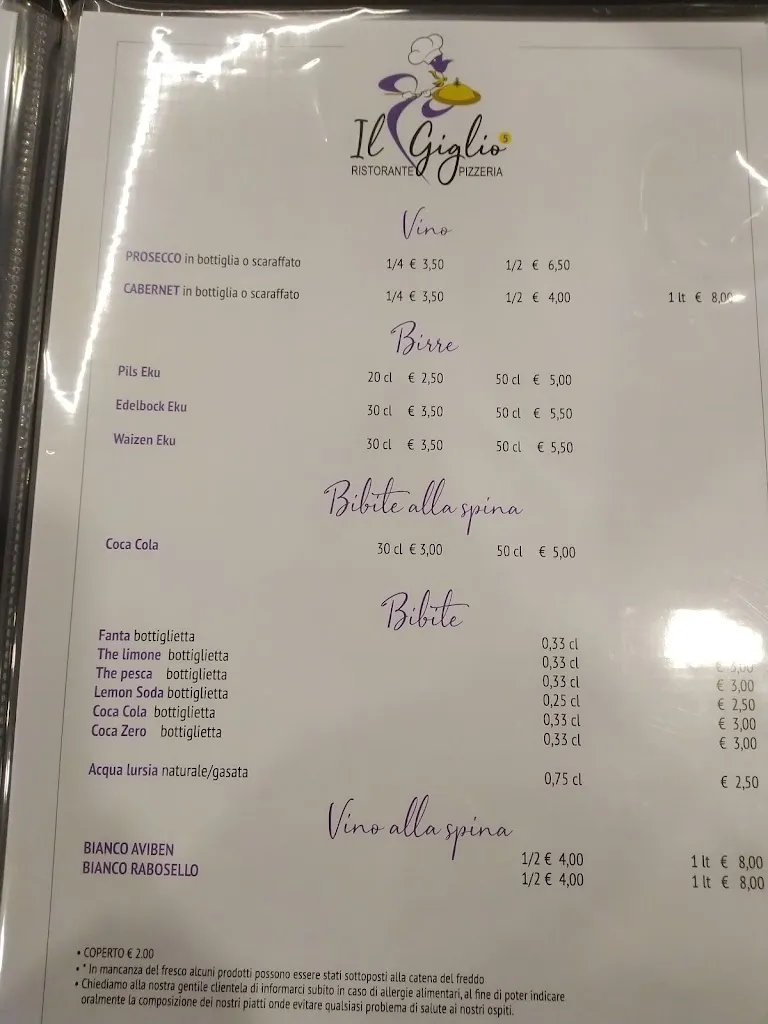 Il Giglio 5
RISTORANTE PIZZERIA
Vino
PROSECCO in bottiglia o scaraffato 1/4 € 3,50 1/2 € 6,50
CABERNET in bottiglia o scaraffato 1/4 € 3,50 1/2 € 4,00 1 lt € 8,00
Birre
Pils Eku 20 cl € 2,50 50 cl € 5,00
Edelbock Eku 30 cl € 3,50 50 cl € 5,50
Waizen Eku 30 cl € 3,50 50 cl € 5,50
Bibite alla spina
Coca Cola 30 cl € 3,00 50 cl € 5,00
Bibite
Fanta bottiglietta 0,33 cl
The limone bottiglietta 0,33 cl € 3,00
The pesca bottiglietta 0,33 cl € 3,00
Lemon Soda bottiglietta 0,25 cl € 2,50
Coca Cola bottiglietta 0,33 cl € 3,00
Coca Zero bottiglietta 0,33 cl € 3,00
Acqua lursia naturale/gasata 0,75 cl € 2,50
Vino alla spina
BIANCO AVIBEN 1/2 € 4,00 1 lt € 8,00
BIANCO RABOSELLO 1/2 € 4,00 1 lt € 8,00
• COPERTO € 2.00
• * In mancanza del fresco alcuni prodotti possono essere stati sottoposti alla catena del freddo
• Chiediamo alla nostra gentile clientela di informarci subito in caso di allergie alimentari, al fine di poter indicare
oralmente la composizione dei nostri piatti onde evitare qualsiasi problema di salute ai nostri ospiti.